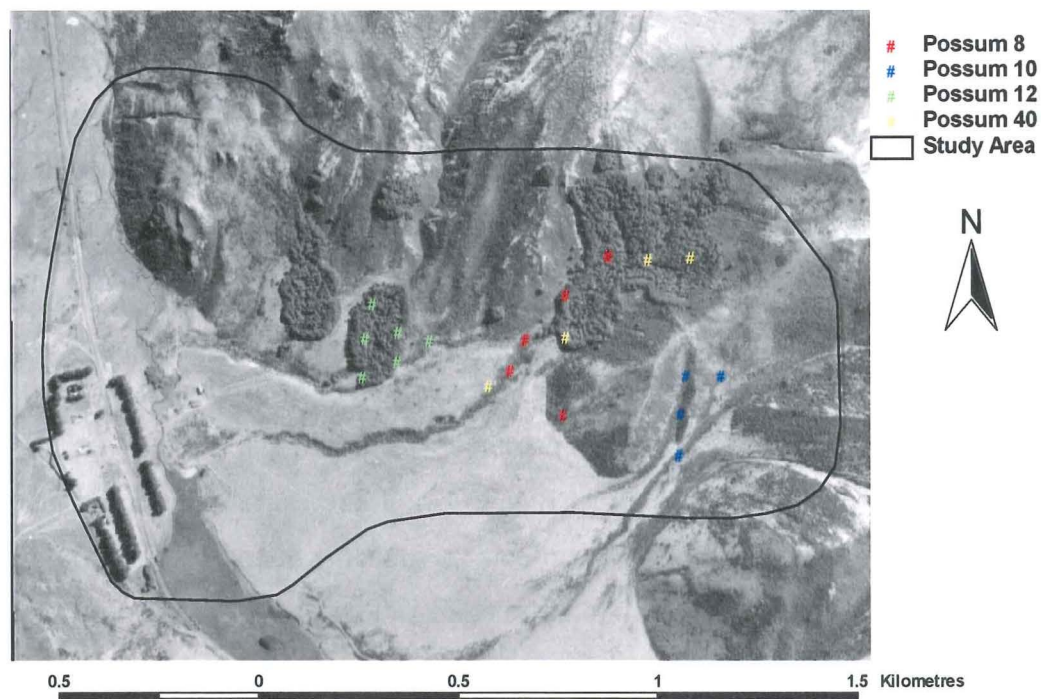 # Possum 8
# Possum 10
# Possum 12
# Possum 40
Study Area
N
# # #
# #
# # # # # #
# # # #
# # # #
#
0.5 0 0.5 1 1.5 Kilometres